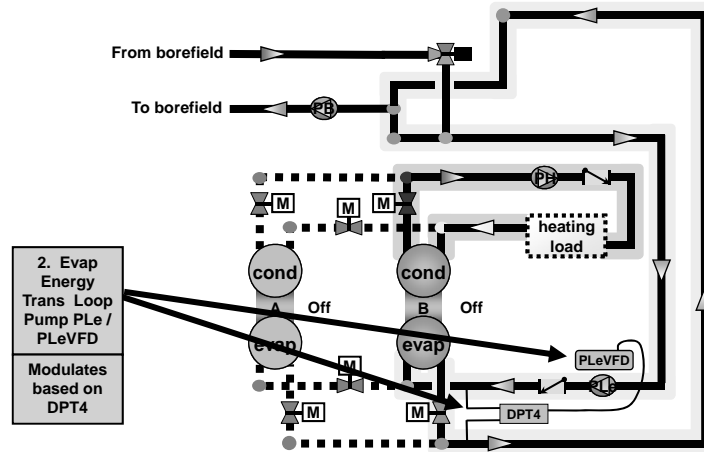 From borefield
To borefield
PB
PH
M
M
M
heating
load
cond
cond
2. Evap
Energy
Trans Loop
Pump PLe /
PLeVFD
A
Off
B
Off
evap
evap
PLeVFD
Modulates
based on
DPT4
M
PLe
M
M
DPT4